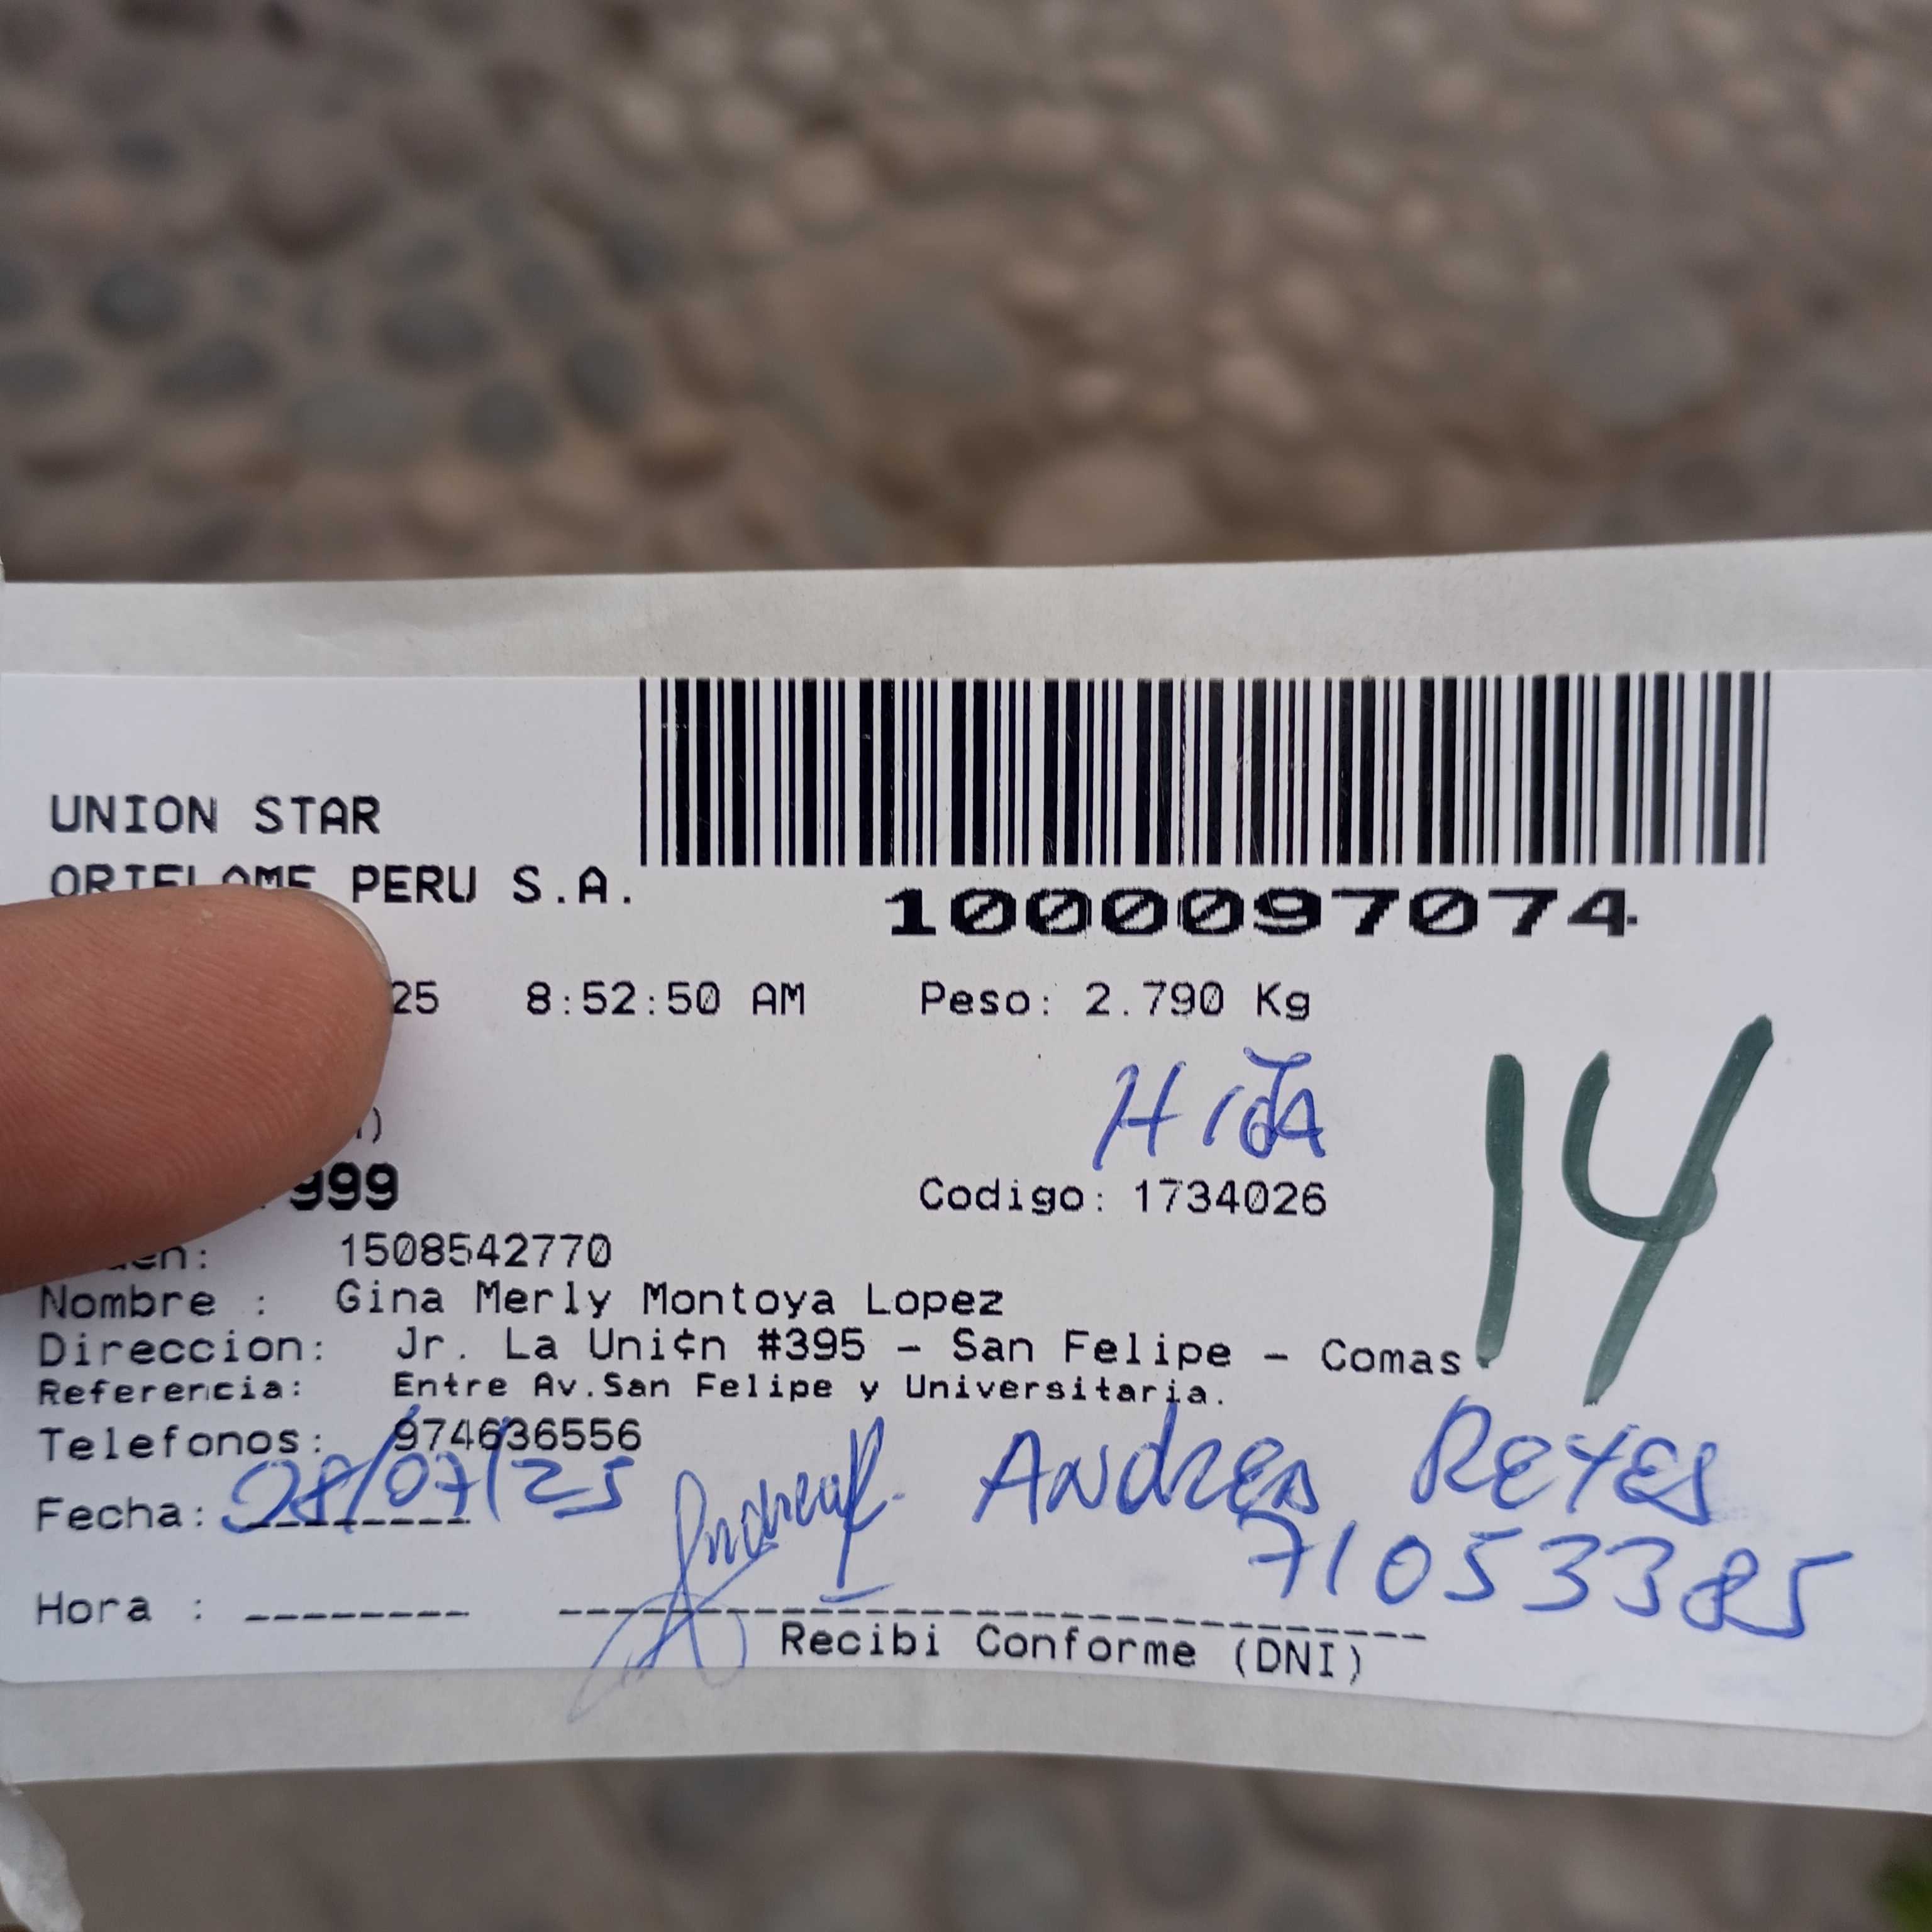 UNION STAR
ORIFLAME PERU S.A.
1000097074
25 8:52:50 AM Peso: 2.790 Kg
HIJA
14
999
Codigo: 1734026
1508542770
Nombre : Gina Merly Montoya Lopez
Direccion: Jr. La Uni¢n #395 - San Felipe - Comas
Referencia: Entre Av.San Felipe y Universitaria.
Telefonos: 974636556
Fecha: 08/07/25
Andrea REYES
71053385
Hora :
Recibi Conforme (DNI)